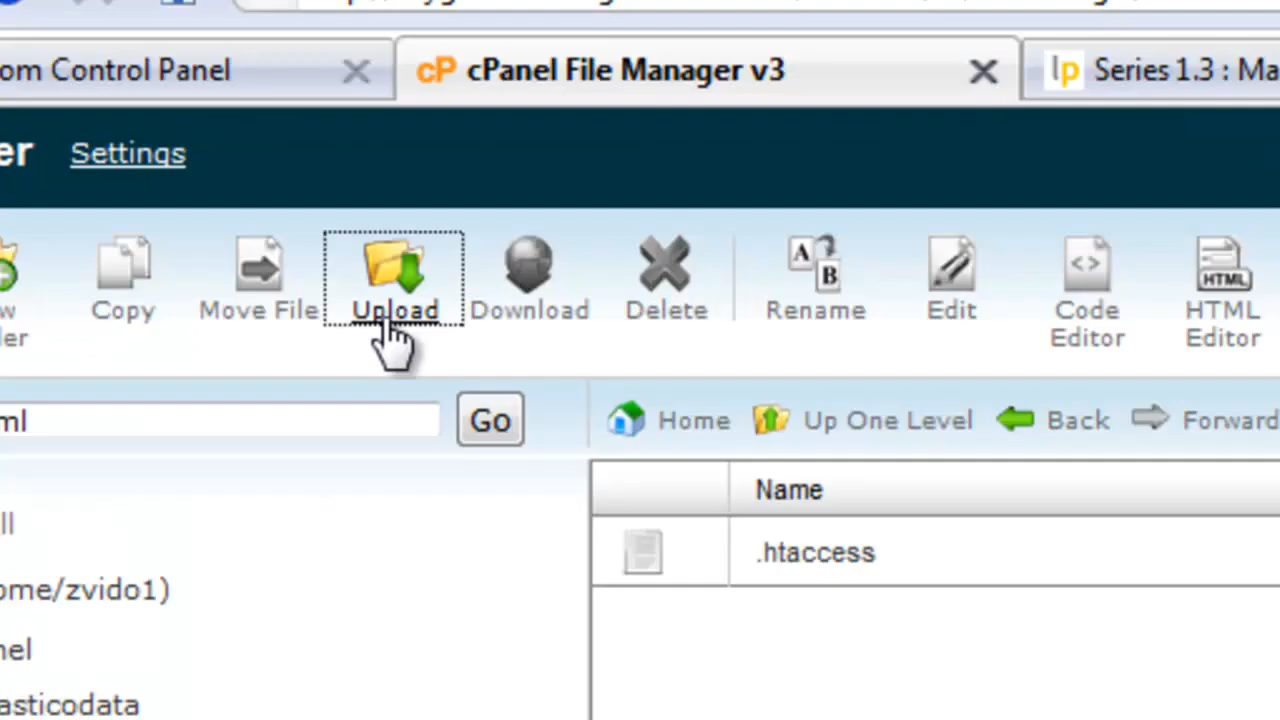 om Control Panel
cP cPanel File Manager v3
lp Series 1.3 : Ma
er Settings
Copy
Move File
Upload
Download
Delete
A B Rename
Edit
<> Code Editor
HTML HTML Editor
w
er
ml
Go
Home
Up One Level
Back
Forward
Name
ll
.htaccess
ome/zvido1)
nel
asticodata